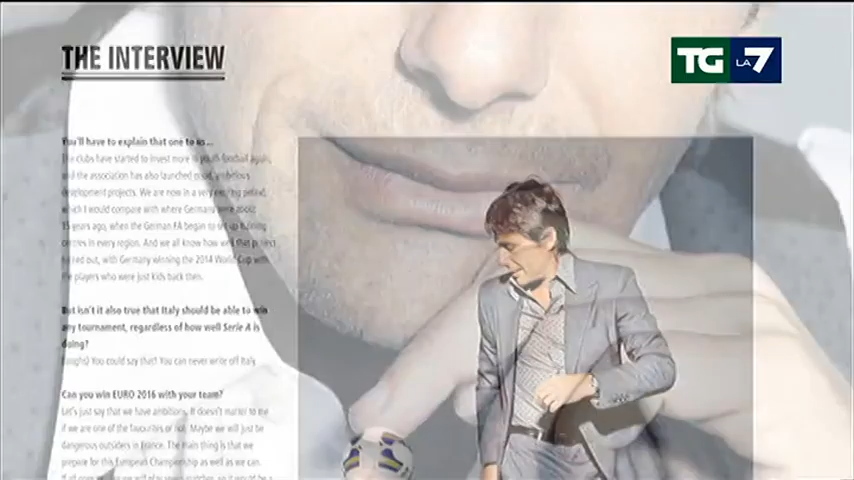 THE INTERVIEW
TG LA 7
You'll have to explain that one to us...
The clubs have started to invest more in youth football again,
and the association has also launched great, ambitious
development projects. We are now in a very exciting period,
which I would compare with where Germany were about
15 years ago, when the German FA began to set up training
centres in every region. And we all know how well that project
turned out, with Germany winning the 2014 World Cup with
the players who were just kids back then.
But isn't it also true that Italy should be able to win
any tournament, regardless of how well Serie A is
doing?
(laughs) You could say that! You can never write off Italy.
Can you win EURO 2016 with your team?
Let's just say that we have ambitions. It doesn't matter to me
if we are one of the favourites or not. Maybe we will just be
dangerous outsiders in France. The main thing is that we
prepare for this European Championship as well as we can.